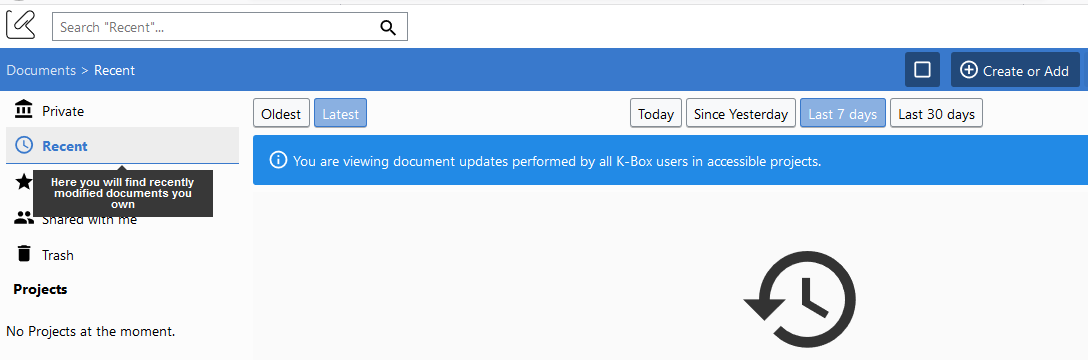 Search "Recent"...
Documents > Recent
Create or Add
Private
Recent
Here you will find recently
modified documents you
own
Shared with me
Trash
Projects
No Projects at the moment.
Oldest
Latest
Today
Since Yesterday
Last 7 days
Last 30 days
You are viewing document updates performed by all K-Box users in accessible projects.